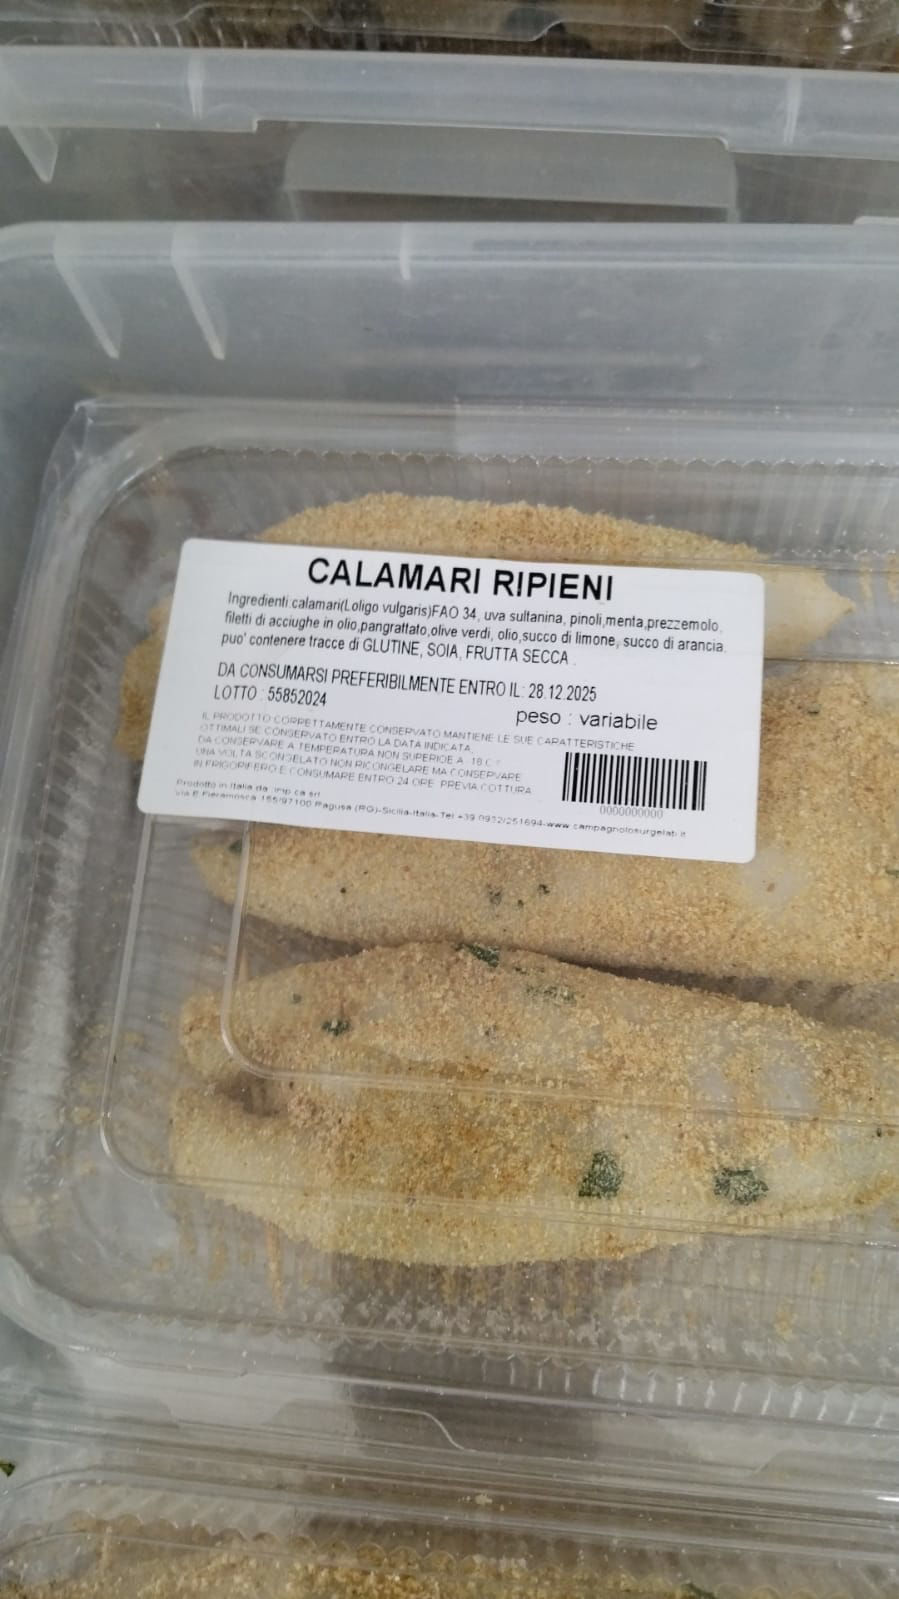 CALAMARI RIPIENI
Ingredienti:calamari(Loligo vulgaris)FAO 34, uva sultanina, pinoli,menta,prezzemolo,
filetti di acciughe in olio,pangrattato,olive verdi, olio,succo di limone, succo di arancia.
puo' contenere tracce di GLUTINE, SOIA, FRUTTA SECCA .
DA CONSUMARSI PREFERIBILMENTE ENTRO IL: 28.12.2025
LOTTO : 55852024
peso : variabile
IL PRODOTTO CORRETTAMENTE CONSERVATO MANTIENE LE SUE CARATTERISTICHE
OTTIMALI SE CONSERVATO ENTRO LA DATA INDICATA.
DA CONSERVARE A TEMPERATURA NON SUPERIOE A -18 C°
UNA VOLTA SCONGELATO NON RICONGELARE MA CONSERVARE
IN FRIGORIFERO E CONSUMARE ENTRO 24 ORE PREVIA COTTURA
0000000000
Prodotto in Italia da: imp.ca srl
via E.Fieramosca 155/97100 Ragusa (RG)-Sicilia-Italia-Tel +39 0932/251694-www.campagnolosurgelati.it